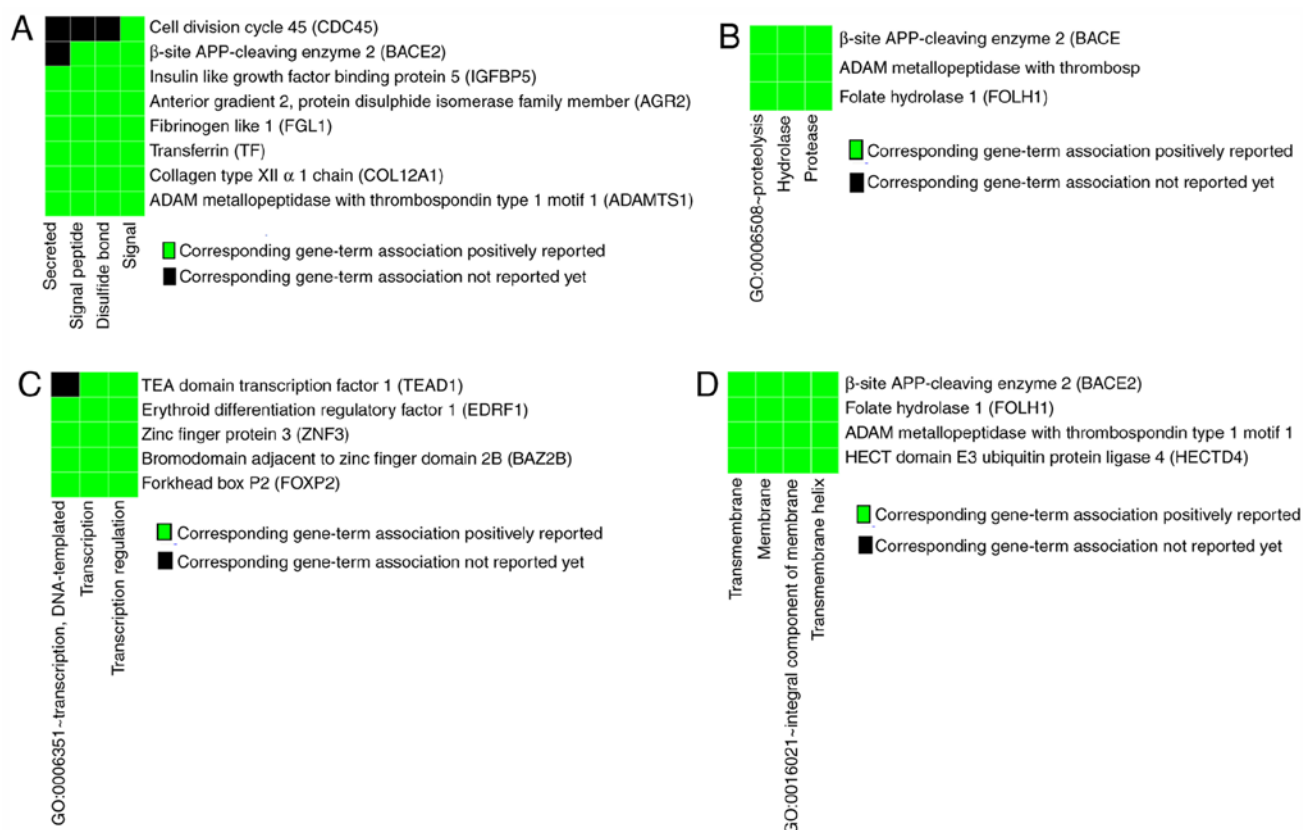 A
Cell division cycle 45 (CDC45)
β-site APP-cleaving enzyme 2 (BACE2)
Insulin like growth factor binding protein 5 (IGFBP5)
Anterior gradient 2, protein disulphide isomerase family member (AGR2)
Fibrinogen like 1 (FGL1)
Transferrin (TF)
Collagen type XII α 1 chain (COL12A1)
ADAM metallopeptidase with thrombospondin type 1 motif 1 (ADAMTS1)
Secreted
Signal peptide
Disulfide bond
Signal
Corresponding gene-term association positively reported
Corresponding gene-term association not reported yet
B
β-site APP-cleaving enzyme 2 (BACE
ADAM metallopeptidase with thrombosp
Folate hydrolase 1 (FOLH1)
GO:0006508~proteolysis
Hydrolase
Protease
Corresponding gene-term association positively reported
Corresponding gene-term association not reported yet
C
TEA domain transcription factor 1 (TEAD1)
Erythroid differentiation regulatory factor 1 (EDRF1)
Zinc finger protein 3 (ZNF3)
Bromodomain adjacent to zinc finger domain 2B (BAZ2B)
Forkhead box P2 (FOXP2)
GO:0006351~transcription, DNA-templated
Transcription
Transcription regulation
Corresponding gene-term association positively reported
Corresponding gene-term association not reported yet
D
β-site APP-cleaving enzyme 2 (BACE2)
Folate hydrolase 1 (FOLH1)
ADAM metallopeptidase with thrombospondin type 1 motif 1
HECT domain E3 ubiquitin protein ligase 4 (HECTD4)
Transmembrane
Membrane
GO:0016021~integral component of membrane
Transmembrane helix
Corresponding gene-term association positively reported
Corresponding gene-term association not reported yet